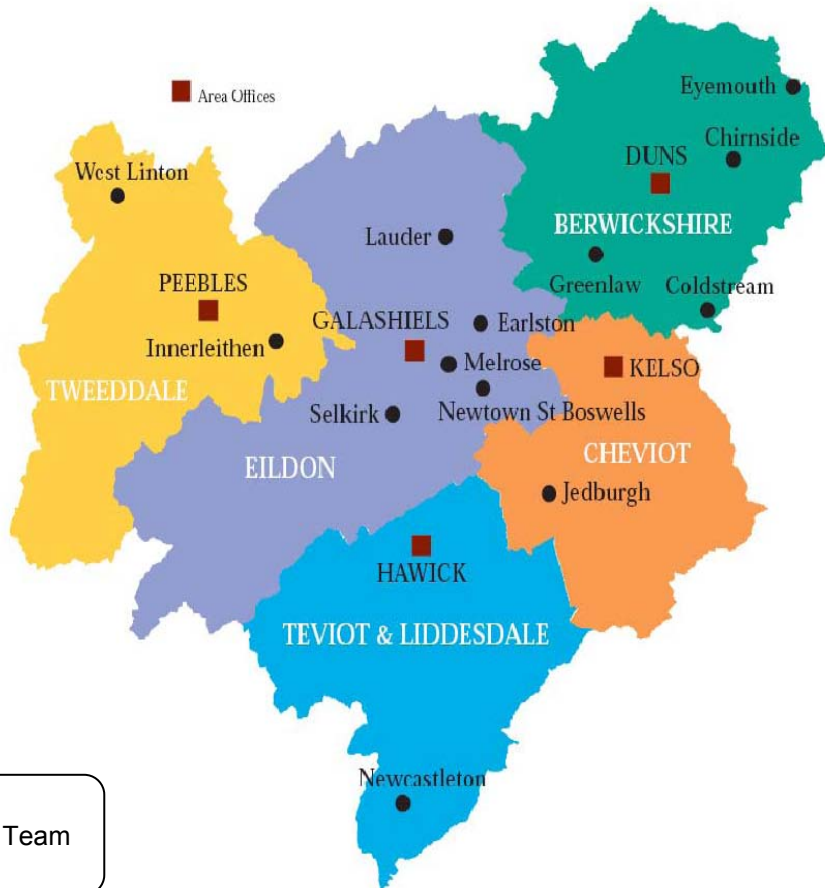 Area Offices
Eyemouth
Chirnside
DUNS
West Linton
BERWICKSHIRE
Lauder
Greenlaw
Coldstream
PEEBLES
GALASHIELS
Earlston
Innerleithen
Melrose
KELSO
TWEEDDALE
Selkirk
Newtown St Boswells
EILDON
CHEVIOT
Jedburgh
HAWICK
TEVIOT & LIDDESDALE
Newcastleton
Team